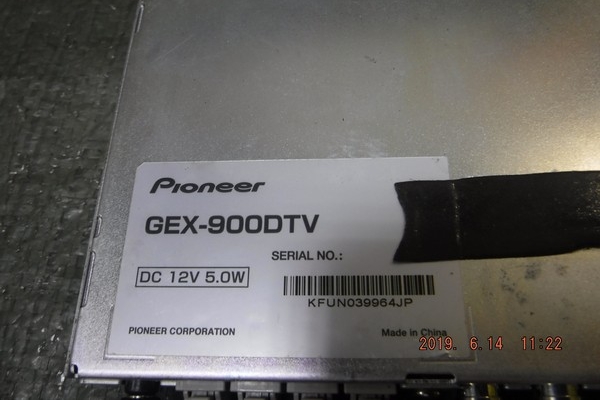 Pioneer
GEX-900DTV
SERIAL NO.:
DC 12V 5.0W
KFUN039964JP
PIONEER CORPORATION
Made in China
2019. 6.14 11:22